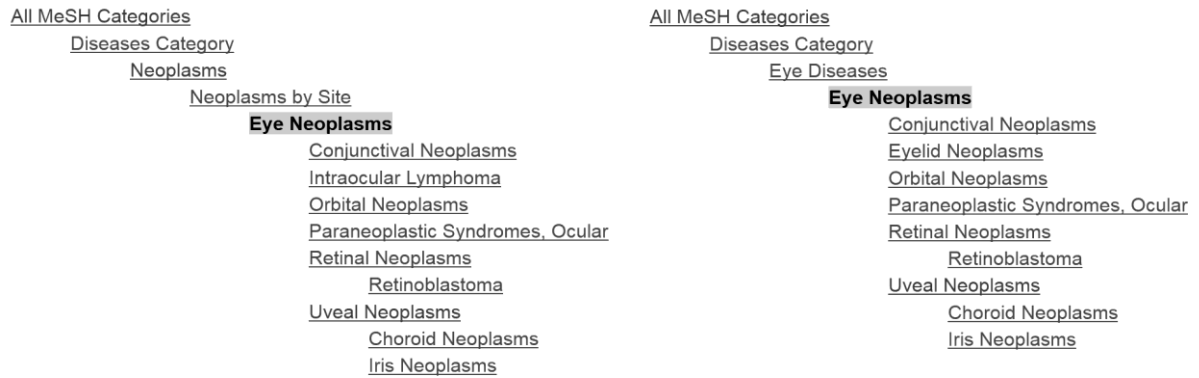 All MeSH Categories
Diseases Category
Neoplasms
Neoplasms by Site
Eye Neoplasms
Conjunctival Neoplasms
Intraocular Lymphoma
Orbital Neoplasms
Paraneoplastic Syndromes, Ocular
Retinal Neoplasms
Retinoblastoma
Uveal Neoplasms
Choroid Neoplasms
Iris Neoplasms
All MeSH Categories
Diseases Category
Eye Diseases
Eye Neoplasms
Conjunctival Neoplasms
Eyelid Neoplasms
Orbital Neoplasms
Paraneoplastic Syndromes, Ocular
Retinal Neoplasms
Retinoblastoma
Uveal Neoplasms
Choroid Neoplasms
Iris Neoplasms